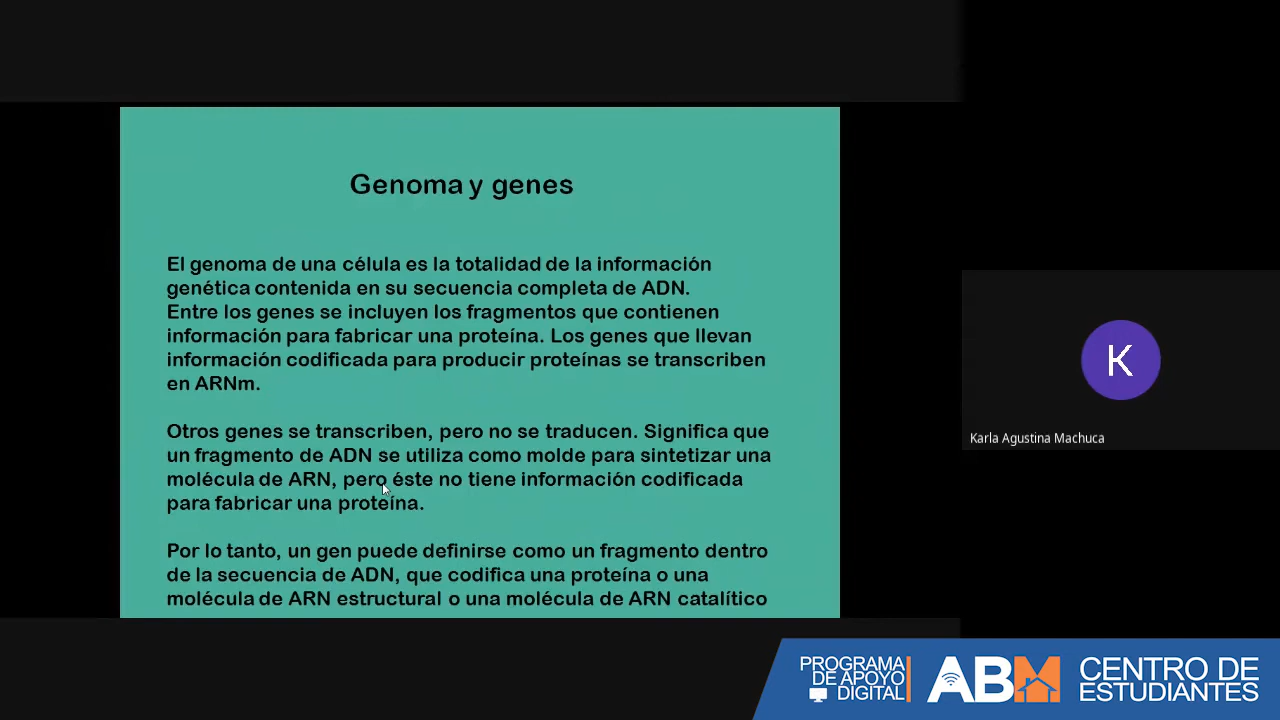 Genoma y genes
El genoma de una célula es la totalidad de la información
genética contenida en su secuencia completa de ADN.
Entre los genes se incluyen los fragmentos que contienen
información para fabricar una proteína. Los genes que llevan
información codificada para producir proteínas se transcriben
en ARNm.
Otros genes se transcriben, pero no se traducen. Significa que
un fragmento de ADN se utiliza como molde para sintetizar una
molécula de ARN, pero éste no tiene información codificada
para fabricar una proteína.
Por lo tanto, un gen puede definirse como un fragmento dentro
de la secuencia de ADN, que codifica una proteína o una
molécula de ARN estructural o una molécula de ARN catalítico
K
Karla Agustina Machuca
PROGRAMA
DE APOYO
DIGITAL
ABM
CENTRO DE
ESTUDIANTES